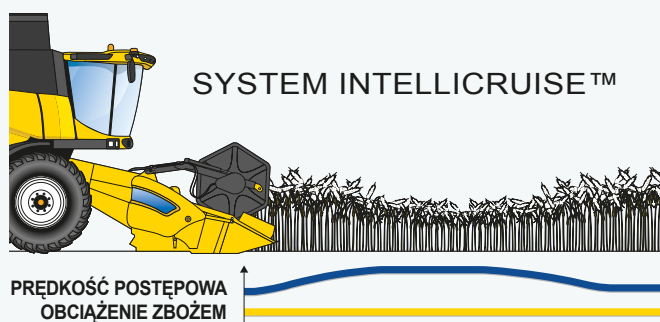 SYSTEM INTELLICRUISE™
PRĘDKOŚĆ POSTĘPOWA
OBCIĄŻENIE ZBOŻEM